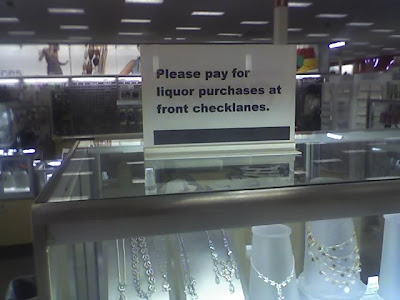 Please pay for
liquor purchases at
front checklanes.